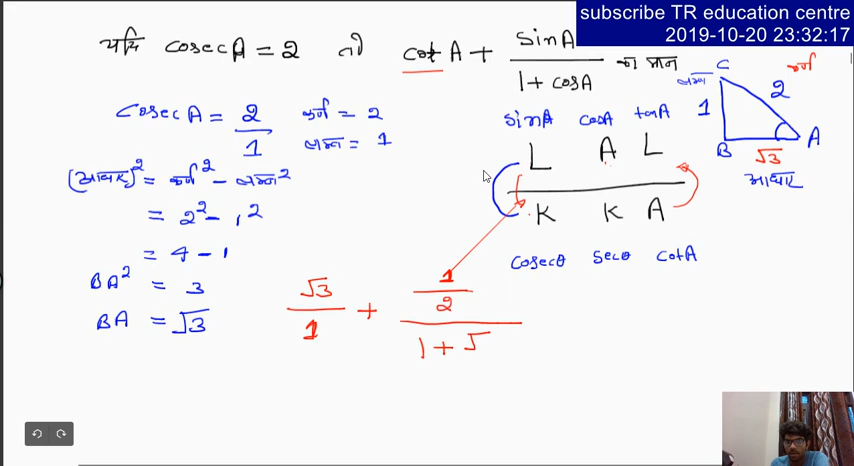 subscribe TR education centre
2019-10-20 23:32:17
यदि cosecA = 2 तो cotA + sinA / 1 + cosA का मान
CosecA = 2 / 1
कर्ण = 2
लम्ब = 1
(आधार)² = कर्ण² - लम्ब²
= 2² - 1²
= 4 - 1
BA² = 3
BA = √3
sinA cosA tanA
L A L
K K A
cosecθ secθ cotA
C कर्ण
लम्ब 1 2
B √3 A
आधार
√3 / 1 + 1 / 2 / 1 + √